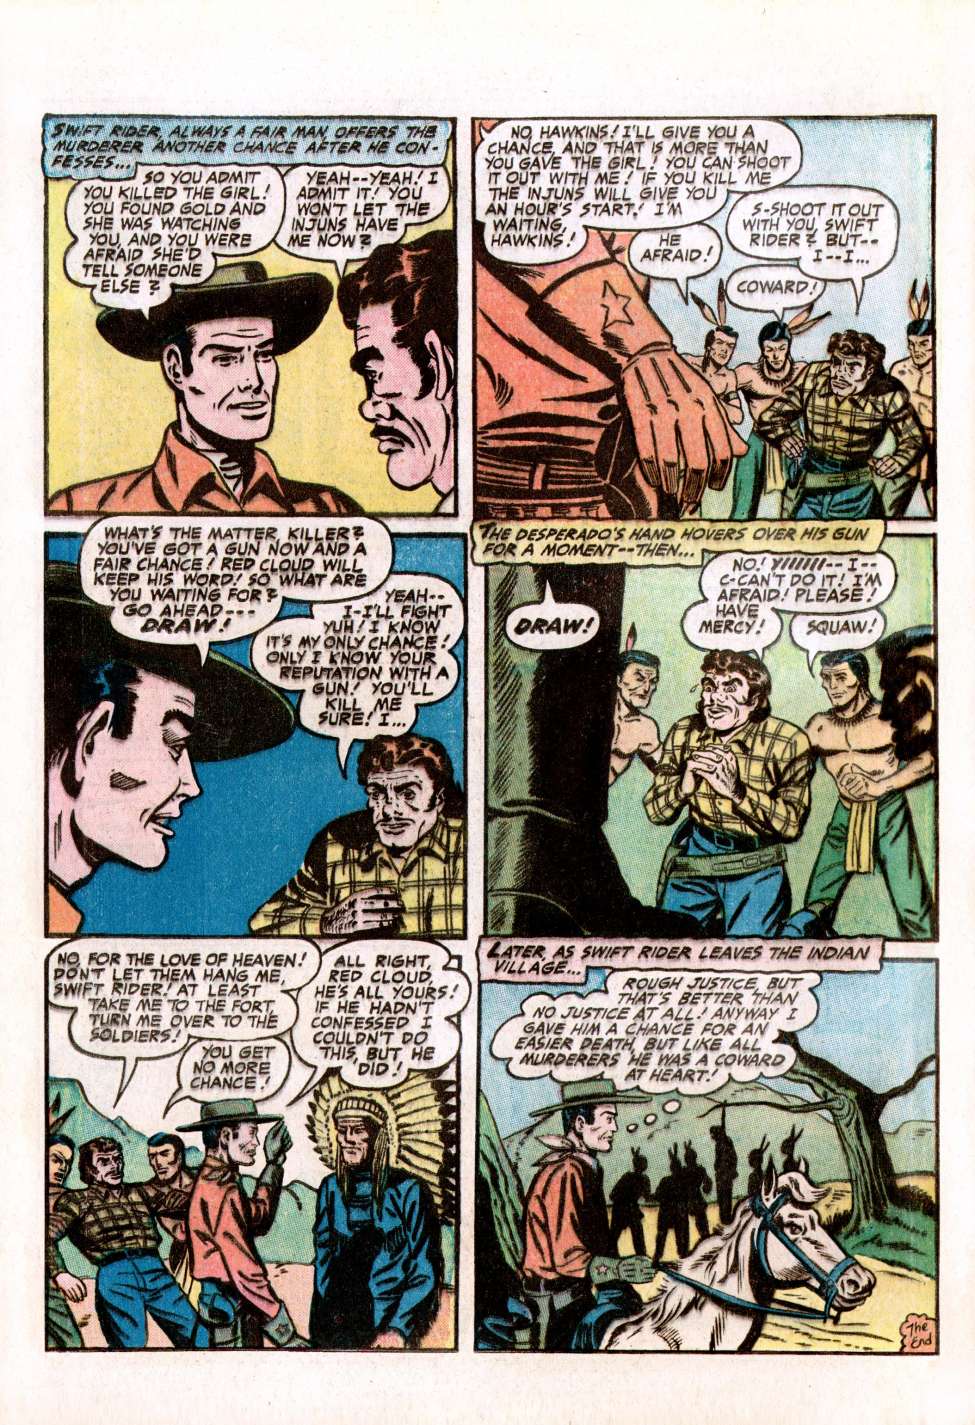 SWIFT RIDER, ALWAYS A FAIR MAN, OFFERS THE
MURDERER ANOTHER CHANCE AFTER HE CON-
FESSES...
SO YOU ADMIT
YOU KILLED THE GIRL!
YOU FOUND GOLD AND
SHE WAS WATCHING
YOU, AND YOU WERE
AFRAID SHE'D
TELL SOMEONE
ELSE?
YEAH--YEAH! I
ADMIT IT! YOU
WON'T LET THE
INJUNS HAVE
ME NOW?
NO, HAWKINS! I'LL GIVE YOU A
CHANCE, AND THAT IS MORE THAN
YOU GAVE THE GIRL! YOU CAN SHOOT
IT OUT WITH ME! IF YOU KILL ME
THE INJUNS WILL GIVE YOU
AN HOUR'S START! I'M
WAITING,
HAWKINS!
HE
AFRAID!
COWARD!
S-SHOOT IT OUT
WITH YOU, SWIFT
RIDER? BUT--
I--I...
WHAT'S THE MATTER, KILLER?
YOU'VE GOT A GUN NOW AND A
FAIR CHANCE! RED CLOUD WILL
KEEP HIS WORD! SO WHAT ARE
YOU WAITING FOR?
GO AHEAD---
DRAW!
YEAH--
I-I'LL FIGHT
YUH! I KNOW
IT'S MY ONLY CHANCE!
ONLY I KNOW YOUR
REPUTATION WITH A
GUN! YOU'LL
KILL ME
SURE! I...
THE DESPERADO'S HAND HOVERS OVER HIS GUN
FOR A MOMENT--THEN...
DRAW!
NO! YIIIIII--I--
C-CAN'T DO IT! I'M
AFRAID! PLEASE!
HAVE
MERCY!
SQUAW!
NO, FOR THE LOVE OF HEAVEN!
DON'T LET THEM HANG ME,
SWIFT RIDER! AT LEAST
TAKE ME TO THE FORT,
TURN ME OVER TO THE
SOLDIERS!
YOU GET
NO MORE
CHANCE!
ALL RIGHT,
RED CLOUD,
HE'S ALL YOURS!
IF HE HADN'T
CONFESSED I
COULDN'T DO
THIS, BUT HE
DID!
LATER, AS SWIFT RIDER LEAVES THE INDIAN
VILLAGE...
ROUGH JUSTICE, BUT
THAT'S BETTER THAN
NO JUSTICE AT ALL! ANYWAY I
GAVE HIM A CHANCE FOR AN
EASIER DEATH, BUT LIKE ALL
MURDERERS HE WAS A COWARD
AT HEART!
The
End